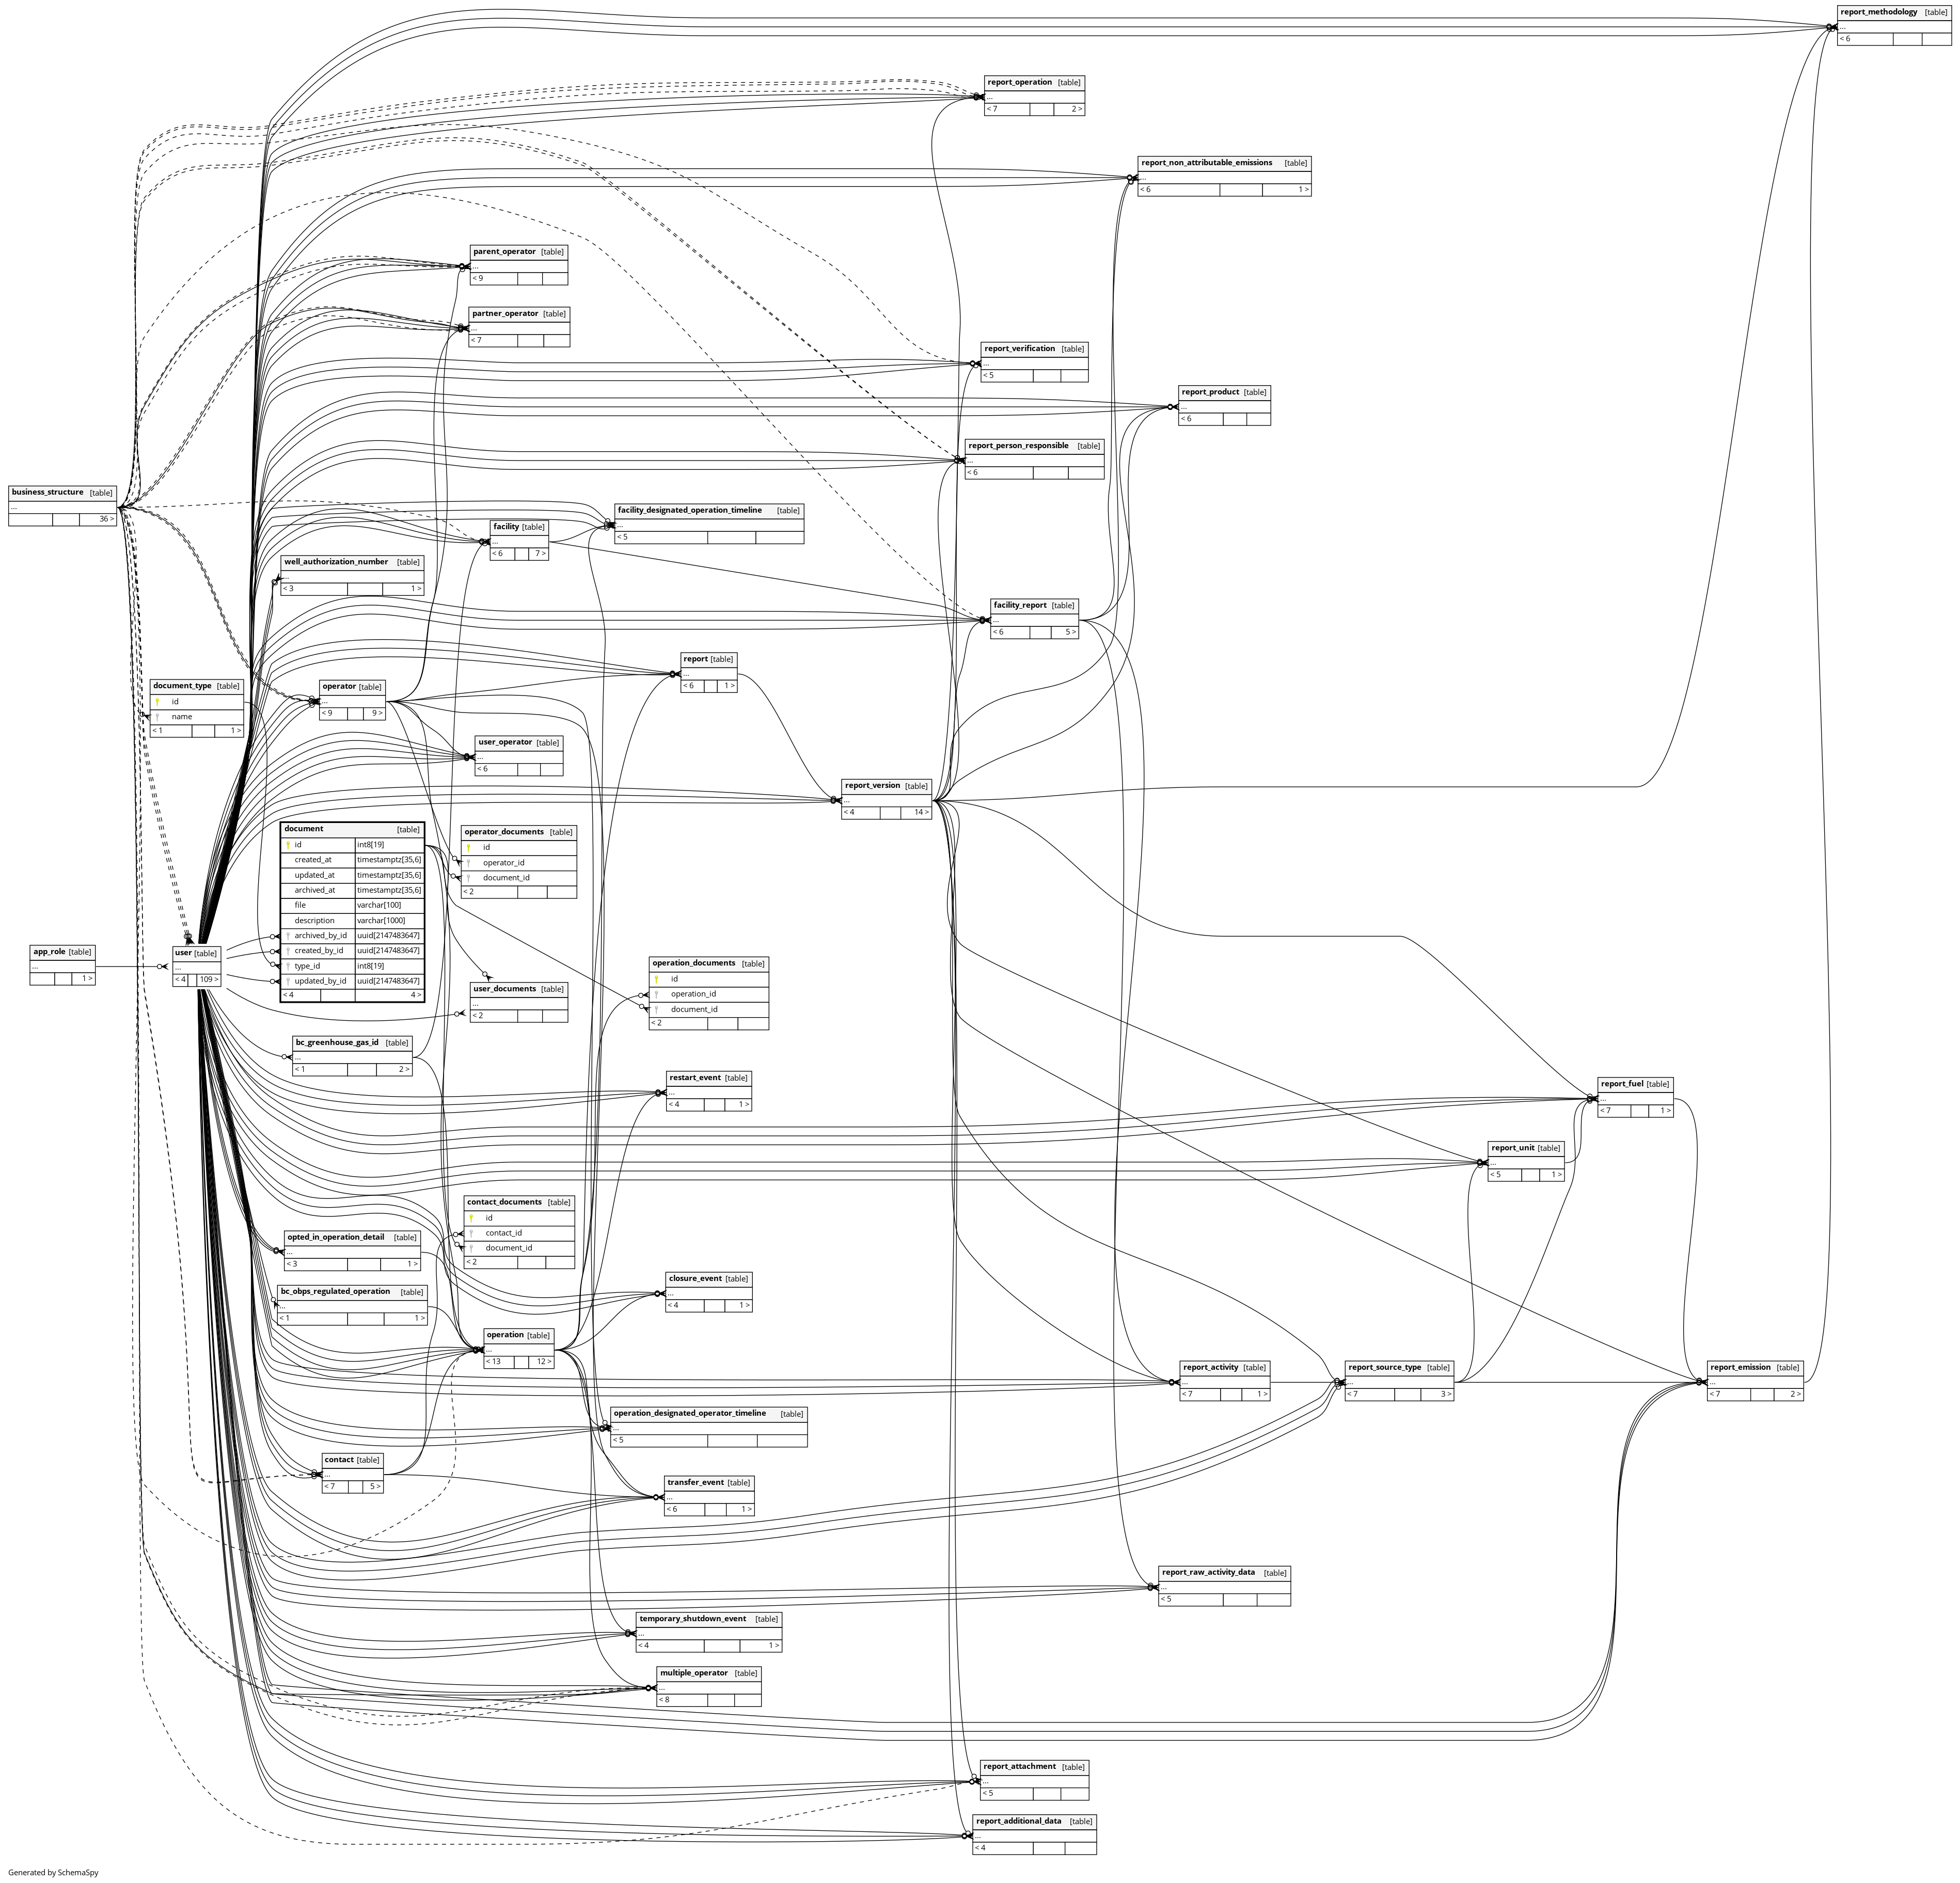 report_methodology [table]
...
< 6
report_operation [table]
...
< 7 2 >
report_non_attributable_emissions [table]
...
< 6 1 >
parent_operator [table]
...
< 9
partner_operator [table]
...
< 7
report_verification [table]
...
< 5
report_product [table]
...
< 6
report_person_responsible [table]
...
< 6
business_structure [table]
...
36 >
facility_designated_operation_timeline [table]
...
< 5
facility [table]
...
< 6 7 >
well_authorization_number [table]
...
< 3 1 >
facility_report [table]
...
< 6 5 >
report [table]
...
< 6 1 >
document_type [table]
id
name
< 1 1 >
operator [table]
...
< 9 9 >
user_operator [table]
...
< 6
report_version [table]
...
< 4 14 >
document [table]
id int8[19]
created_at timestamptz[35,6]
updated_at timestamptz[35,6]
archived_at timestamptz[35,6]
file varchar[100]
description varchar[1000]
archived_by_id uuid[2147483647]
created_by_id uuid[2147483647]
type_id int8[19]
updated_by_id uuid[2147483647]
< 4 4 >
operator_documents [table]
id
operator_id
document_id
< 2
app_role [table]
...
1 >
user [table]
...
< 4 109 >
operation_documents [table]
id
operation_id
document_id
< 2
user_documents [table]
...
< 2
bc_greenhouse_gas_id [table]
...
< 1 2 >
restart_event [table]
...
< 4 1 >
report_fuel [table]
...
< 7 1 >
report_unit [table]
...
< 5 1 >
contact_documents [table]
id
contact_id
document_id
< 2
opted_in_operation_detail [table]
...
< 3 1 >
closure_event [table]
...
< 4 1 >
bc_obps_regulated_operation [table]
...
< 1 1 >
operation [table]
...
< 13 12 >
report_activity [table]
...
< 7 1 >
report_source_type [table]
...
< 7 3 >
report_emission [table]
...
< 7 2 >
operation_designated_operator_timeline [table]
...
< 5
contact [table]
...
< 7 5 >
transfer_event [table]
...
< 6 1 >
report_raw_activity_data [table]
...
< 5
temporary_shutdown_event [table]
...
< 4 1 >
multiple_operator [table]
...
< 8
report_attachment [table]
...
< 5
report_additional_data [table]
...
< 4
Generated by SchemaSpy